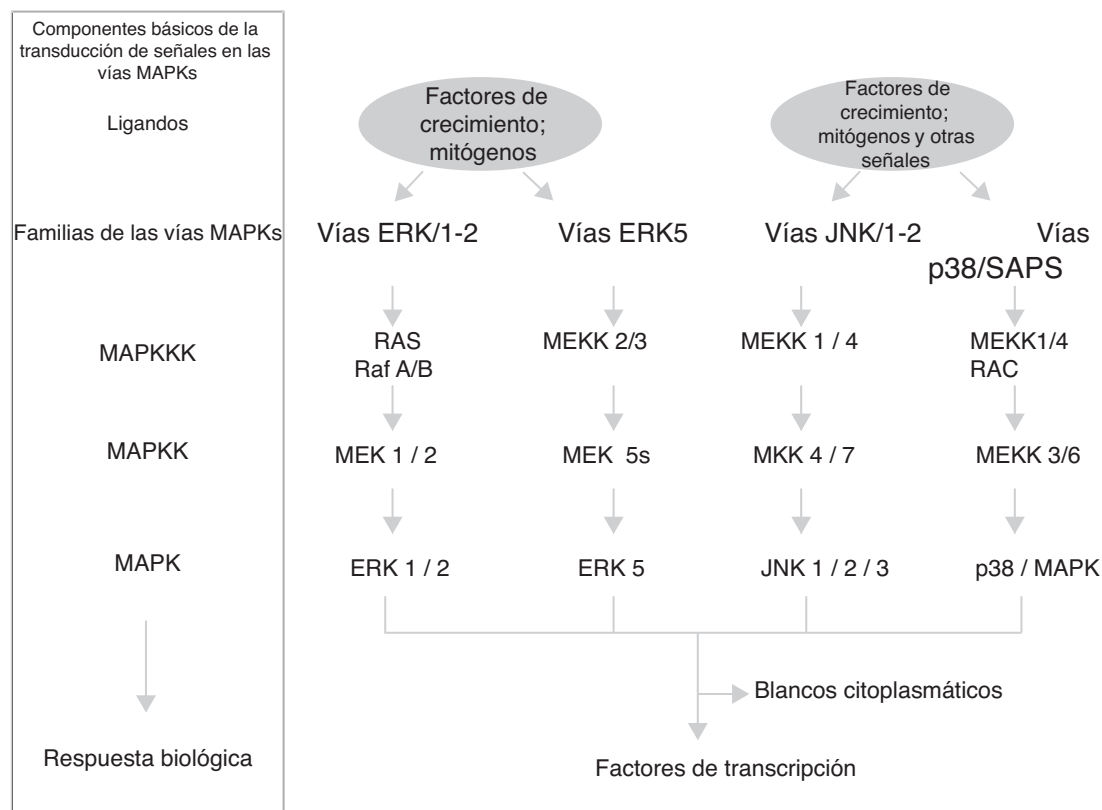 Componentes básicos de la
transducción de señales en las
vías MAPKs
Ligandos
Familias de las vías MAPKs
MAPKKK
MAPKK
MAPK
Respuesta biológica
Factores de
crecimiento;
mitógenos
Factores de
crecimiento;
mitógenos y otras
señales
Vías ERK/1-2
Vías ERK5
Vías JNK/1-2
Vías
p38/SAPS
RAS
Raf A/B
MEKK 2/3
MEKK 1 / 4
MEKK1/4
RAC
MEK 1 / 2
MEK 5s
MKK 4 / 7
MEKK 3/6
ERK 1 / 2
ERK 5
JNK 1 / 2 / 3
p38 / MAPK
Blancos citoplasmáticos
Factores de transcripción